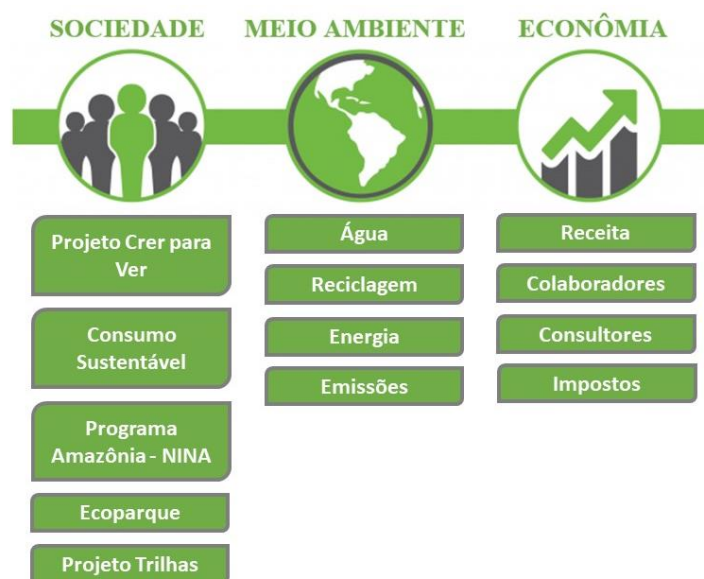 SOCIEDADE
MEIO AMBIENTE
ECONÔMIA
Projeto Crer para
Ver
Consumo
Sustentável
Programa
Amazônia - NINA
Ecoparque
Projeto Trilhas
Água
Reciclagem
Energia
Emissões
Receita
Colaboradores
Consultores
Impostos